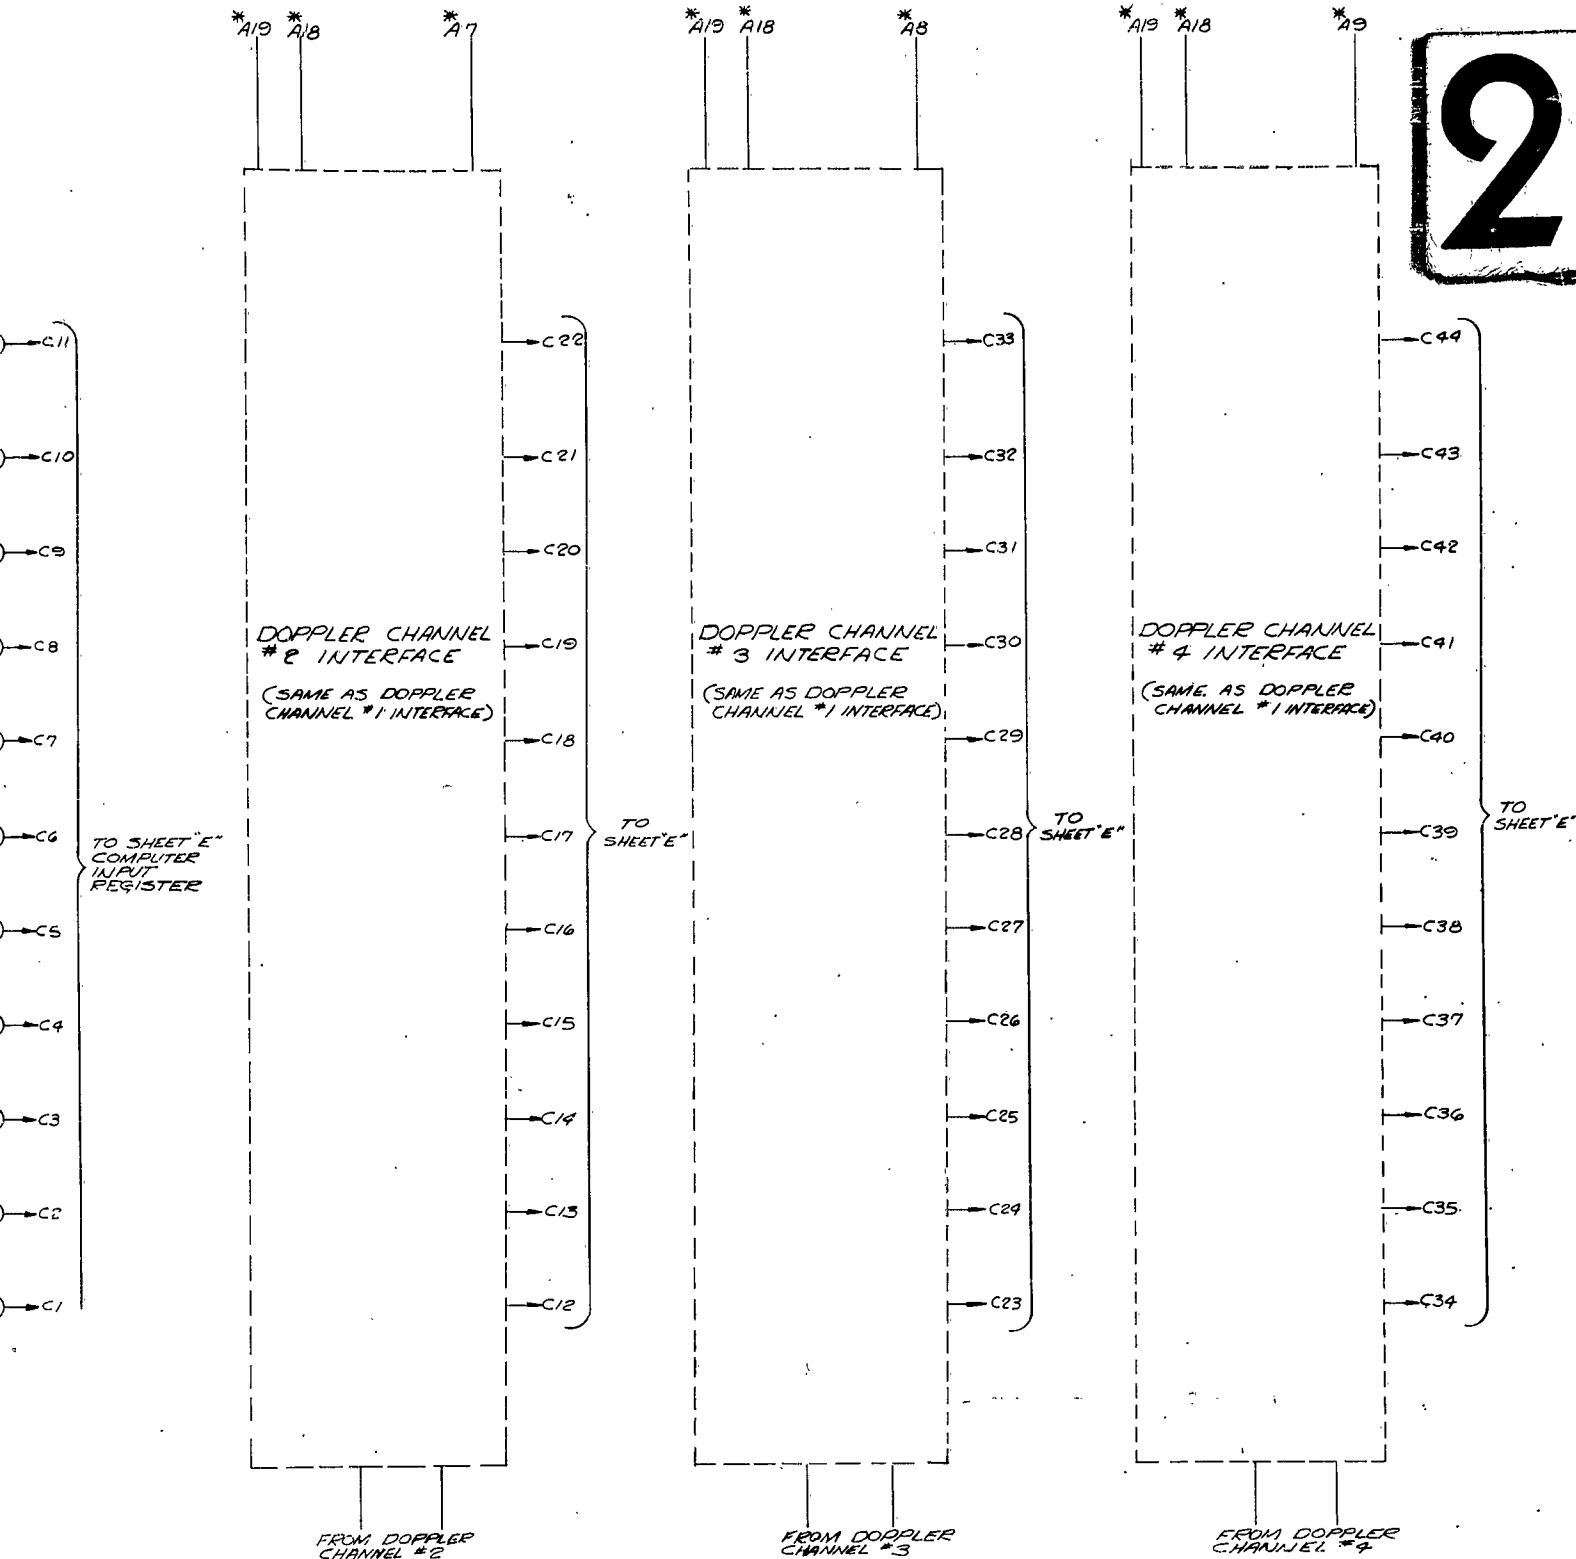 *A19 *A18 *A7
*A19 *A18 *A8
*A19 *A18 *A9
2
C11
C10
C9
C8
C7
C6
C5
C4
C3
C2
C1
TO SHEET "E"
COMPUTER
INPUT
REGISTER
DOPPLER CHANNEL
#2 INTERFACE
(SAME AS DOPPLER
CHANNEL #1 INTERFACE)
C22
C21
C20
C19
C18
C17
C16
C15
C14
C13
C12
TO
SHEET "E"
FROM DOPPLER
CHANNEL #2
DOPPLER CHANNEL
#3 INTERFACE
(SAME AS DOPPLER
CHANNEL #1 INTERFACE)
C33
C32
C31
C30
C29
C28
C27
C26
C25
C24
C23
TO
SHEET "E"
FROM DOPPLER
CHANNEL #3
DOPPLER CHANNEL
#4 INTERFACE
(SAME AS DOPPLER
CHANNEL #1 INTERFACE)
C44
C43
C42
C41
C40
C39
C38
C37
C36
C35
C34
TO
SHEET "E"
FROM DOPPLER
CHANNEL #4